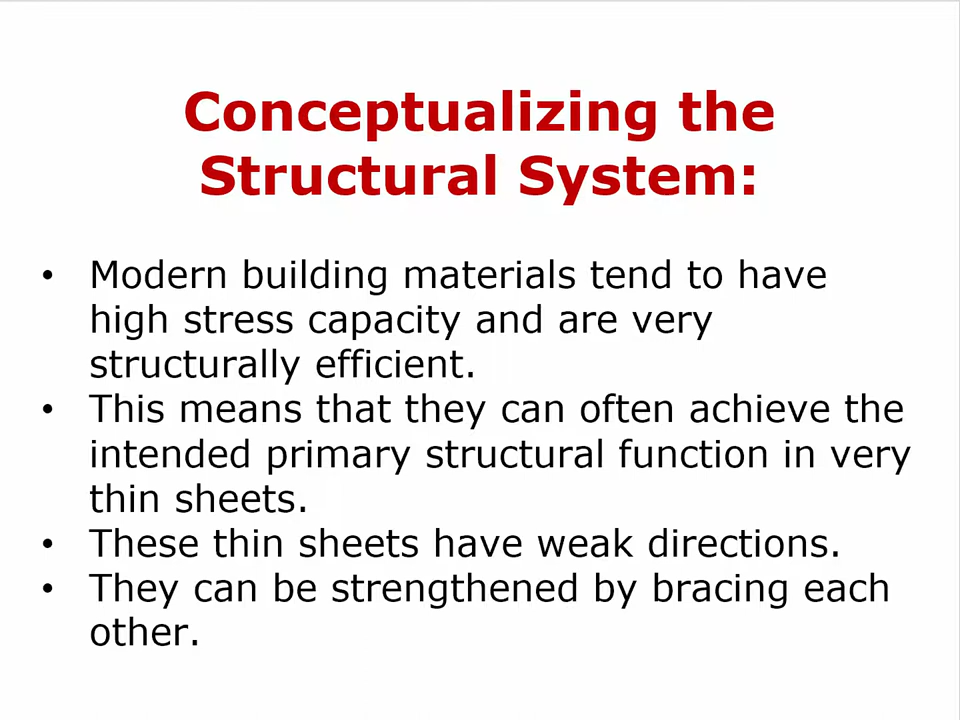 Conceptualizing the
Structural System:
• Modern building materials tend to have
high stress capacity and are very
structurally efficient.
• This means that they can often achieve the
intended primary structural function in very
thin sheets.
• These thin sheets have weak directions.
• They can be strengthened by bracing each
other.